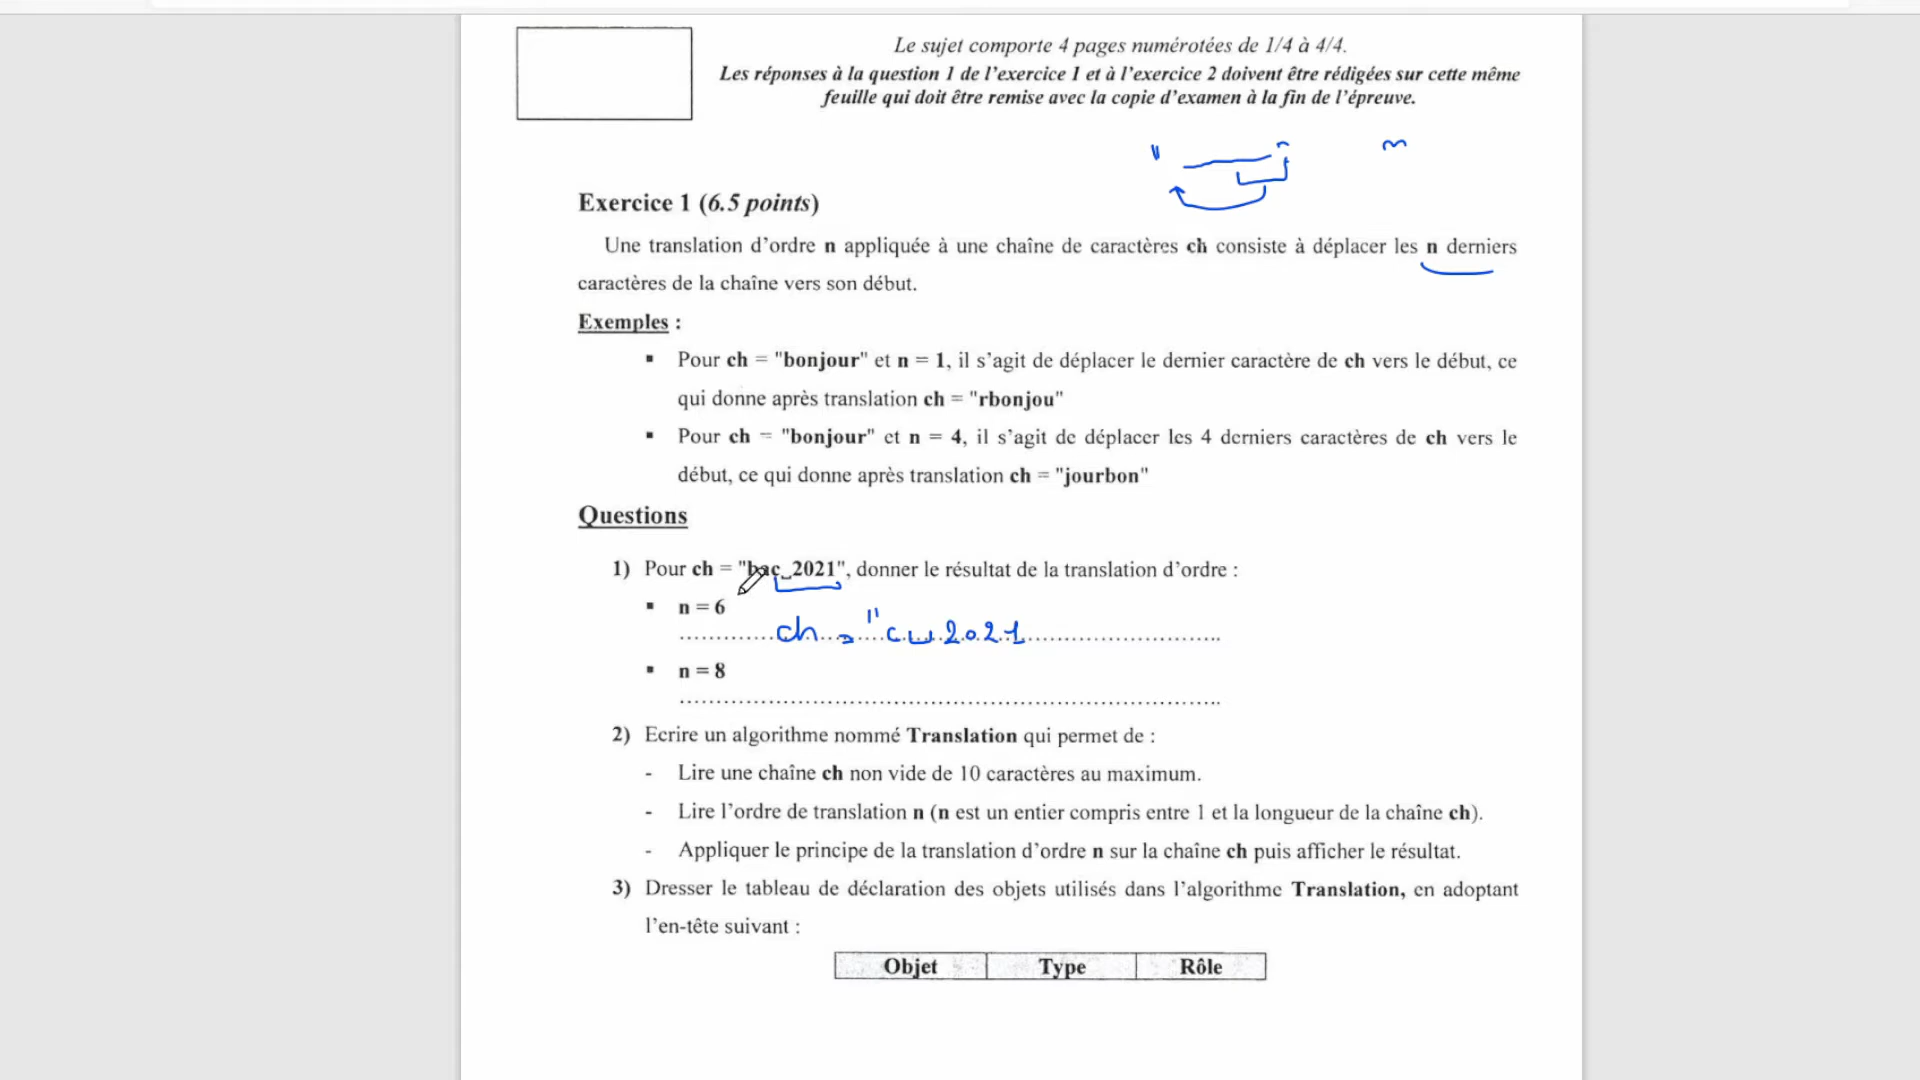 Le sujet comporte 4 pages numérotées de 1/4 à 4/4.
Les réponses à la question 1 de l'exercice 1 et à l'exercice 2 doivent être rédigées sur cette même
feuille qui doit être remise avec la copie d'examen à la fin de l'épreuve.
n
Exercice 1 (6.5 points)
Une translation d'ordre n appliquée à une chaîne de caractères ch consiste à déplacer les n derniers
caractères de la chaîne vers son début.
Exemples :
▪ Pour ch = "bonjour" et n = 1, il s'agit de déplacer le dernier caractère de ch vers le début, ce
qui donne après translation ch = "rbonjou"
▪ Pour ch = "bonjour" et n = 4, il s'agit de déplacer les 4 derniers caractères de ch vers le
début, ce qui donne après translation ch = "jourbon"
Questions
1) Pour ch = "bac_2021", donner le résultat de la translation d'ordre :
▪ n = 6
ch = "c␣2021
▪ n = 8
2) Ecrire un algorithme nommé Translation qui permet de :
- Lire une chaîne ch non vide de 10 caractères au maximum.
- Lire l'ordre de translation n (n est un entier compris entre 1 et la longueur de la chaîne ch).
- Appliquer le principe de la translation d'ordre n sur la chaîne ch puis afficher le résultat.
3) Dresser le tableau de déclaration des objets utilisés dans l'algorithme Translation, en adoptant
l'en-tête suivant :
Objet Type Rôle